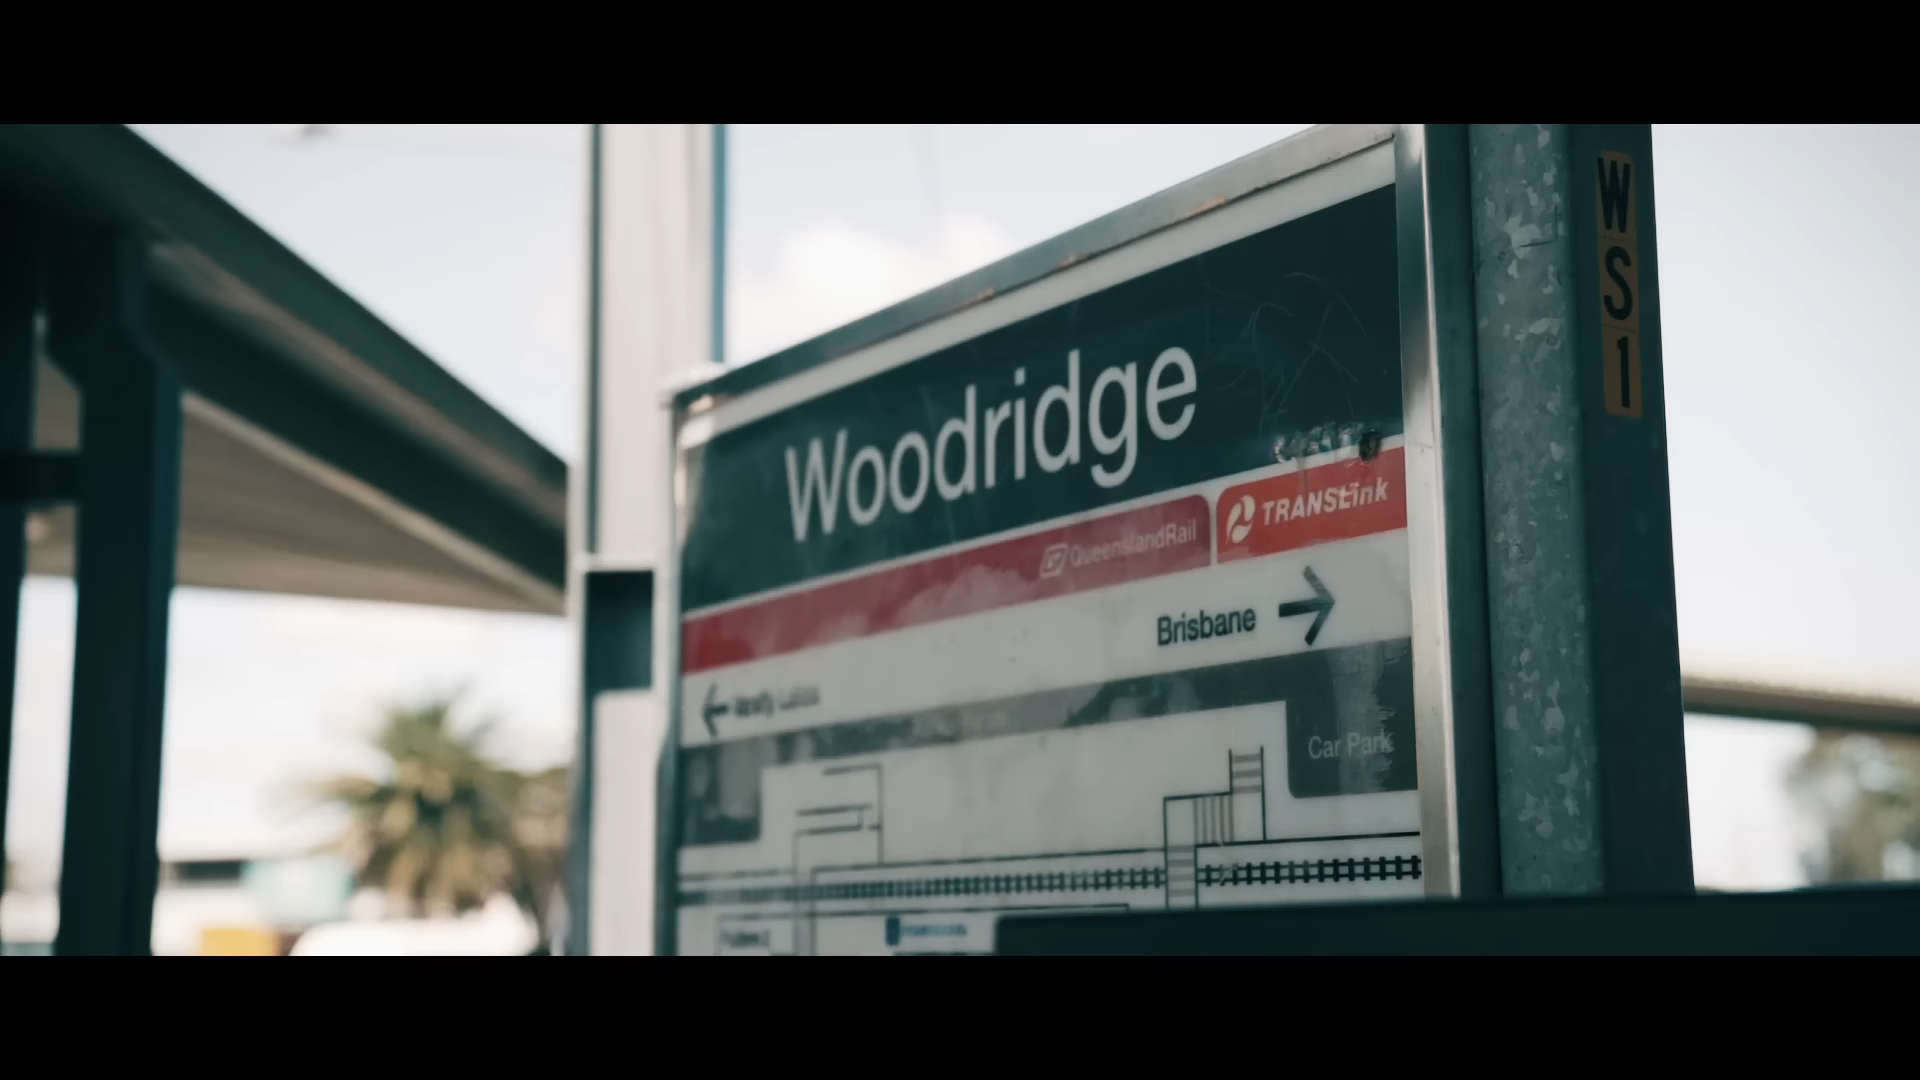 Woodridge
QueenslandRail
TRANSLink
Brisbane
Car Park
WS1